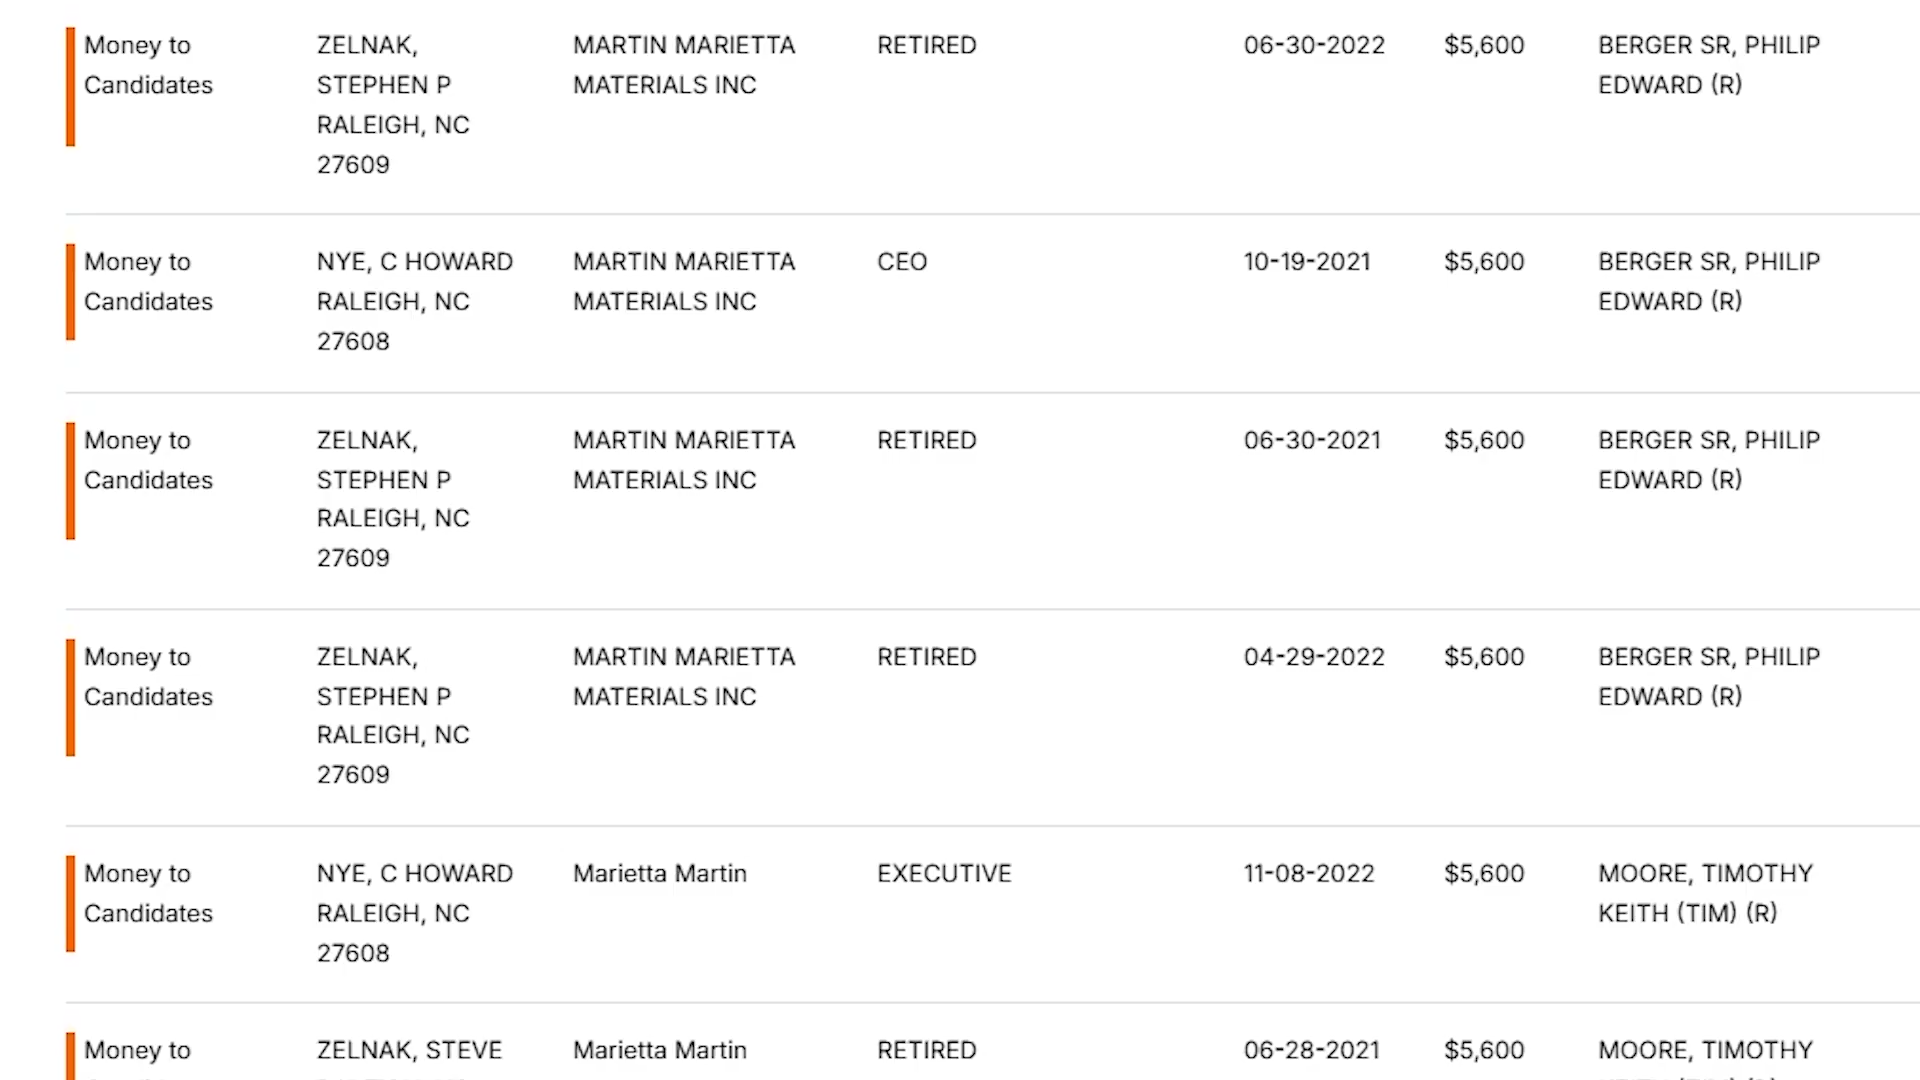 Money to ZELNAK, MARTIN MARIETTA RETIRED 06-30-2022 $5,600 BERGER SR, PHILIP
Candidates STEPHEN P MATERIALS INC EDWARD (R)
RALEIGH, NC
27609
Money to NYE, C HOWARD MARTIN MARIETTA CEO 10-19-2021 $5,600 BERGER SR, PHILIP
Candidates RALEIGH, NC MATERIALS INC EDWARD (R)
27608
Money to ZELNAK, MARTIN MARIETTA RETIRED 06-30-2021 $5,600 BERGER SR, PHILIP
Candidates STEPHEN P MATERIALS INC EDWARD (R)
RALEIGH, NC
27609
Money to ZELNAK, MARTIN MARIETTA RETIRED 04-29-2022 $5,600 BERGER SR, PHILIP
Candidates STEPHEN P MATERIALS INC EDWARD (R)
RALEIGH, NC
27609
Money to NYE, C HOWARD Marietta Martin EXECUTIVE 11-08-2022 $5,600 MOORE, TIMOTHY
Candidates RALEIGH, NC KEITH (TIM) (R)
27608
Money to ZELNAK, STEVE Marietta Martin RETIRED 06-28-2021 $5,600 MOORE, TIMOTHY